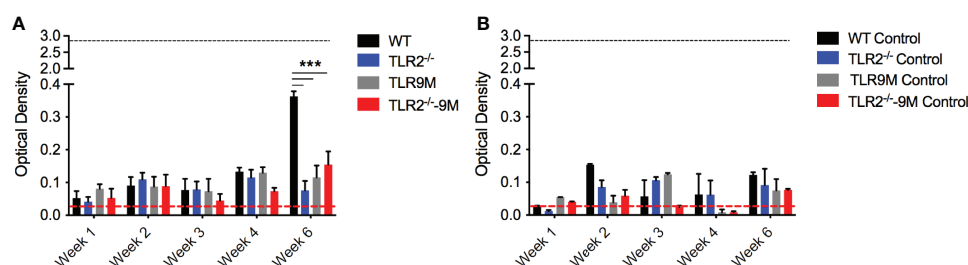 A
3.0
2.5
2.0
0.4
0.3
0.2
0.1
0.0
Optical Density
***
Week 1
Week 2
Week 3
Week 4
Week 6
WT
TLR2⁻/⁻
TLR9M
TLR2⁻/⁻-9M
B
3.0
2.5
2.0
0.4
0.3
0.2
0.1
0.0
Optical Density
Week 1
Week 2
Week 3
Week 4
Week 6
WT Control
TLR2⁻/⁻ Control
TLR9M Control
TLR2⁻/⁻-9M Control